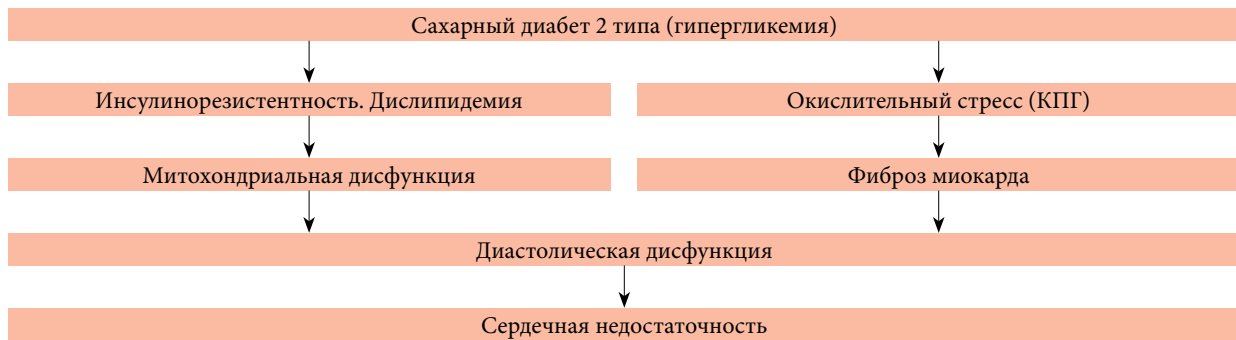 Сахарный диабет 2 типа (гипергликемия)
Инсулинорезистентность. Дислипидемия
Окислительный стресс (КПГ)
Митохондриальная дисфункция
Фиброз миокарда
Диастолическая дисфункция
Сердечная недостаточность